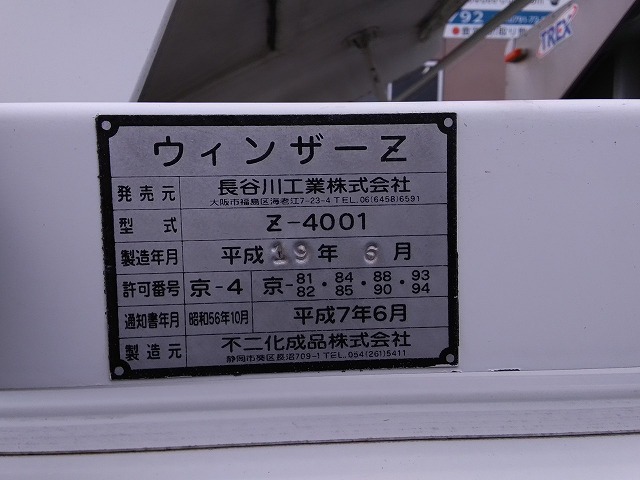 792
TREX
ウィンザーZ
発売元 長谷川工業株式会社
大阪市福島区海老江7-23-4 TEL.06(6458)6591
型式 Z-4001
製造年月 平成19年6月
許可番号 京-4 京-81/82・84/85・88/90・93/94
通知書年月 昭和56年10月 平成7年6月
製造元 不二化成品株式会社
静岡市葵区長沼709-1 TEL.054(261)5411